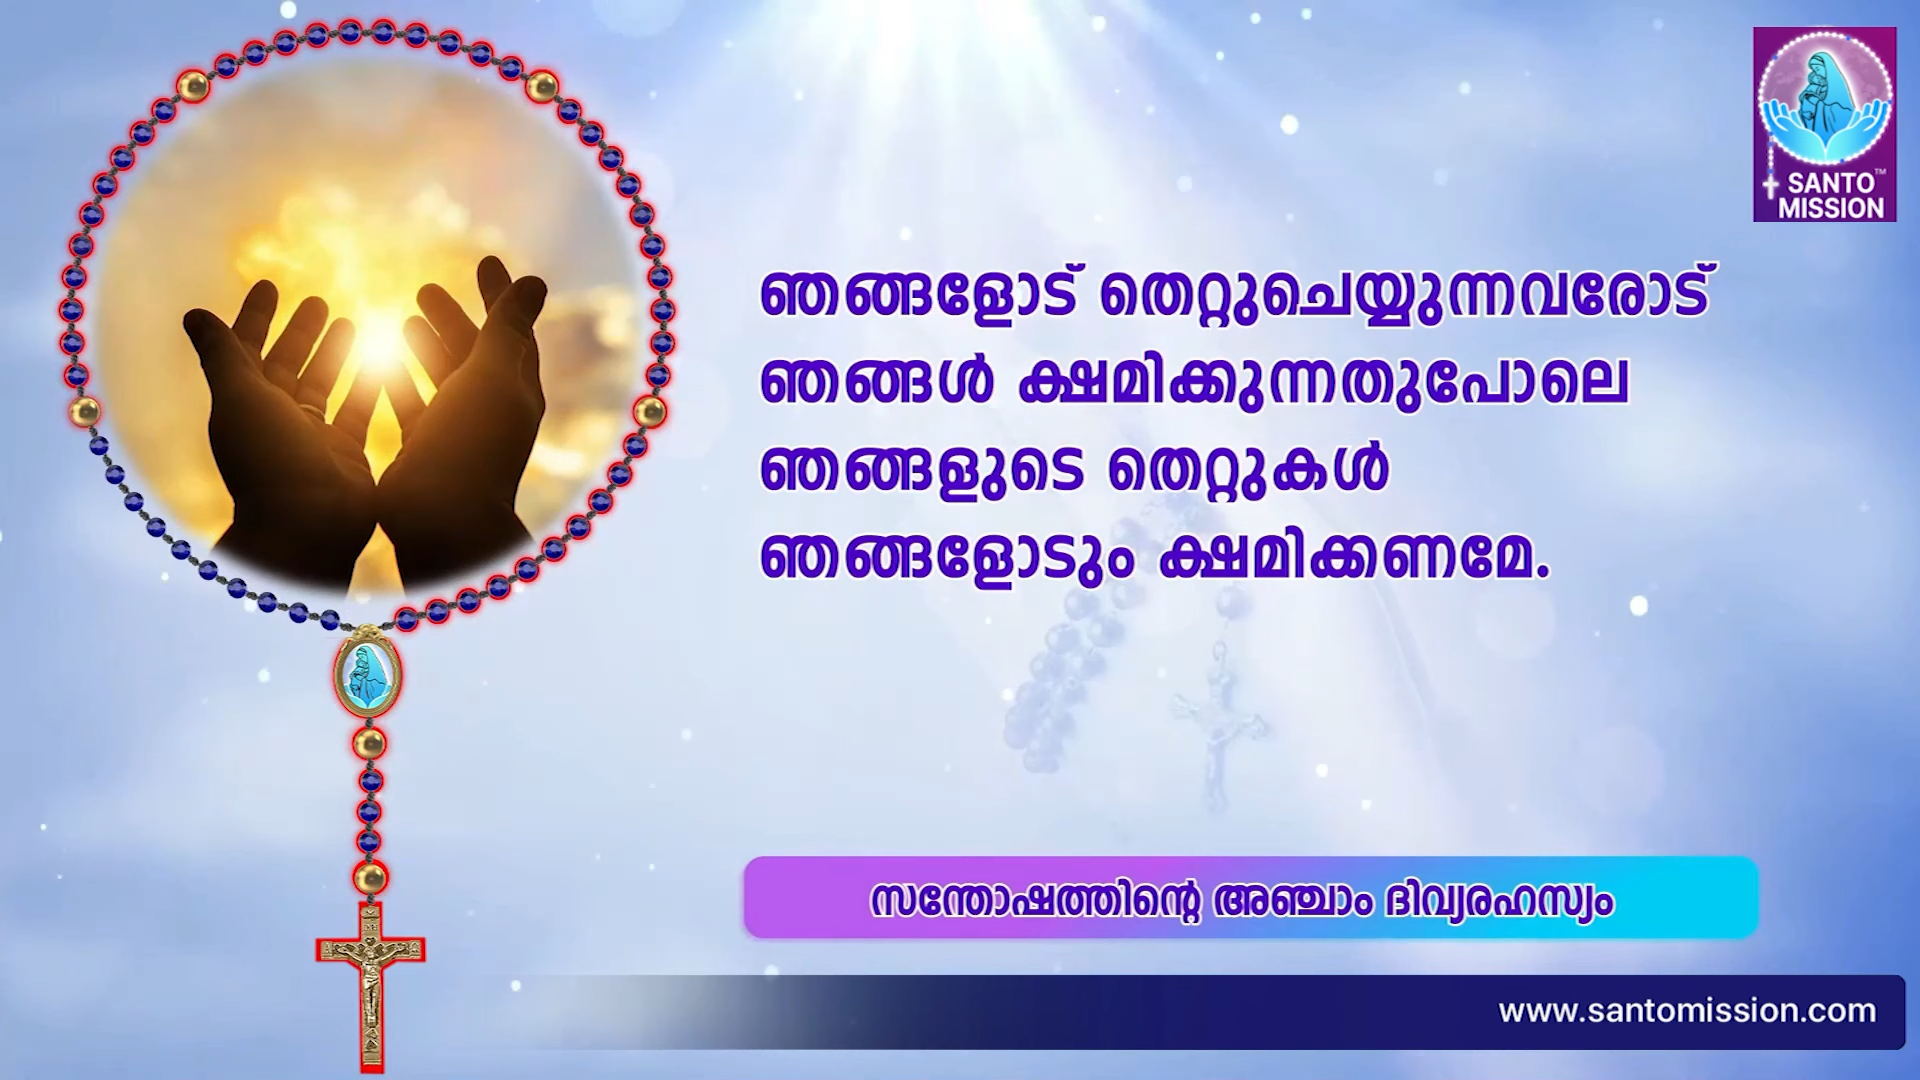 SANTO™
MISSION
ഞങ്ങളോട് തെറ്റുചെയ്യുന്നവരോട്
ഞങ്ങൾ ക്ഷമിക്കുന്നതുപോലെ
ഞങ്ങളുടെ തെറ്റുകൾ
ഞങ്ങളോടും ക്ഷമിക്കണമേ.
സന്തോഷത്തിന്റെ അഞ്ചാം ദിവ്യരഹസ്യം
www.santomission.com